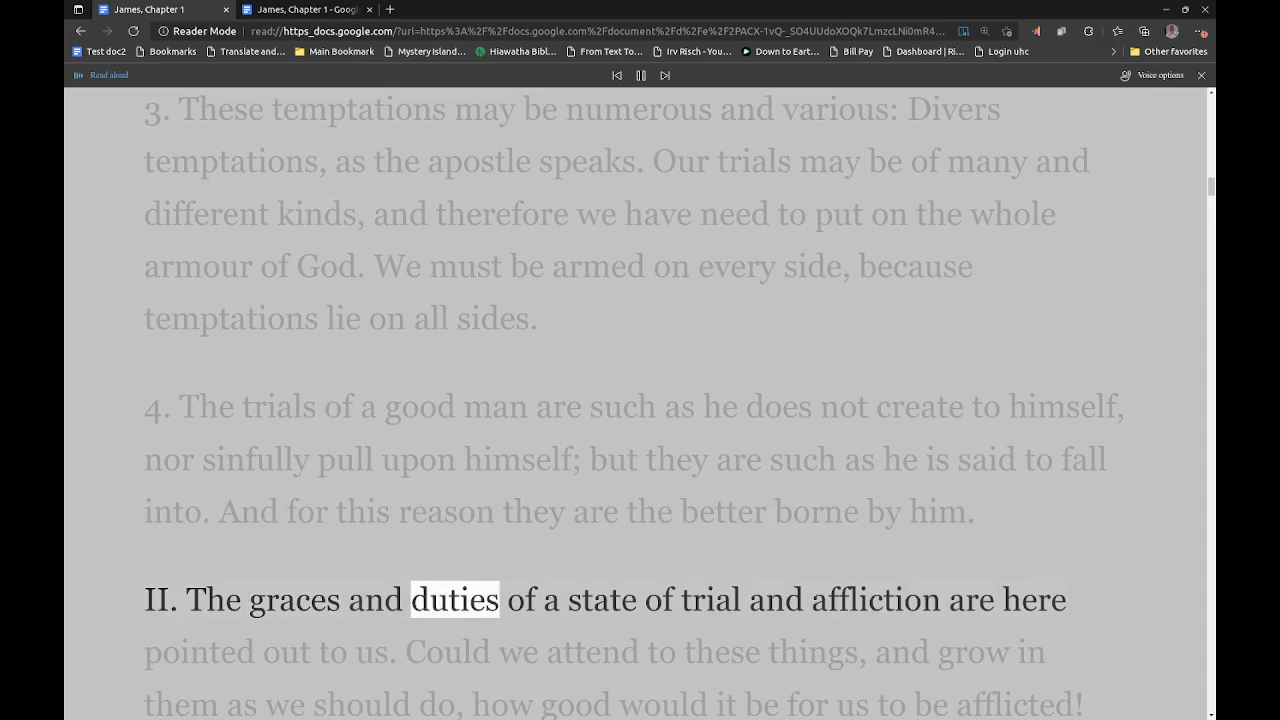 James, Chapter 1
James, Chapter 1 - Googl
Reader Mode
read://https_docs.google.com/?url=https%3A%2F%2Fdocs.google.com%2Fdocument%2Fd%2Fe%2F2PACX-1vQ-_SO4UUdoXOQk7LmzcLNi0mR4...
Test doc2
Bookmarks
Translate and...
Main Bookmark
Mystery Island...
Hiawatha Bibl...
From Text To...
Irv Risch - You...
Down to Eart...
Bill Pay
Dashboard | Ri...
Login uhc
Other favorites
Read aloud
Voice options
3. These temptations may be numerous and various: Divers
temptations, as the apostle speaks. Our trials may be of many and
different kinds, and therefore we have need to put on the whole
armour of God. We must be armed on every side, because
temptations lie on all sides.
4. The trials of a good man are such as he does not create to himself,
nor sinfully pull upon himself; but they are such as he is said to fall
into. And for this reason they are the better borne by him.
II. The graces and duties of a state of trial and affliction are here
pointed out to us. Could we attend to these things, and grow in
them as we should do, how good would it be for us to be afflicted!